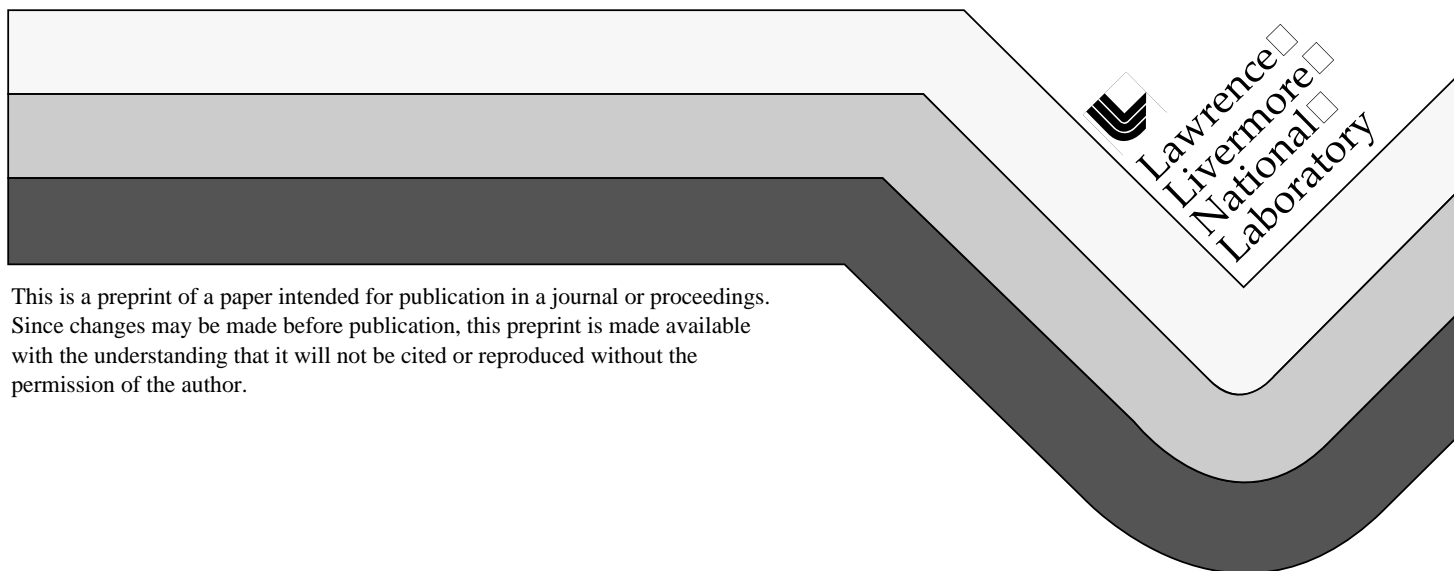 Lawrence
Livermore
National
Laboratory
This is a preprint of a paper intended for publication in a journal or proceedings.
Since changes may be made before publication, this preprint is made available
with the understanding that it will not be cited or reproduced without the
permission of the author.